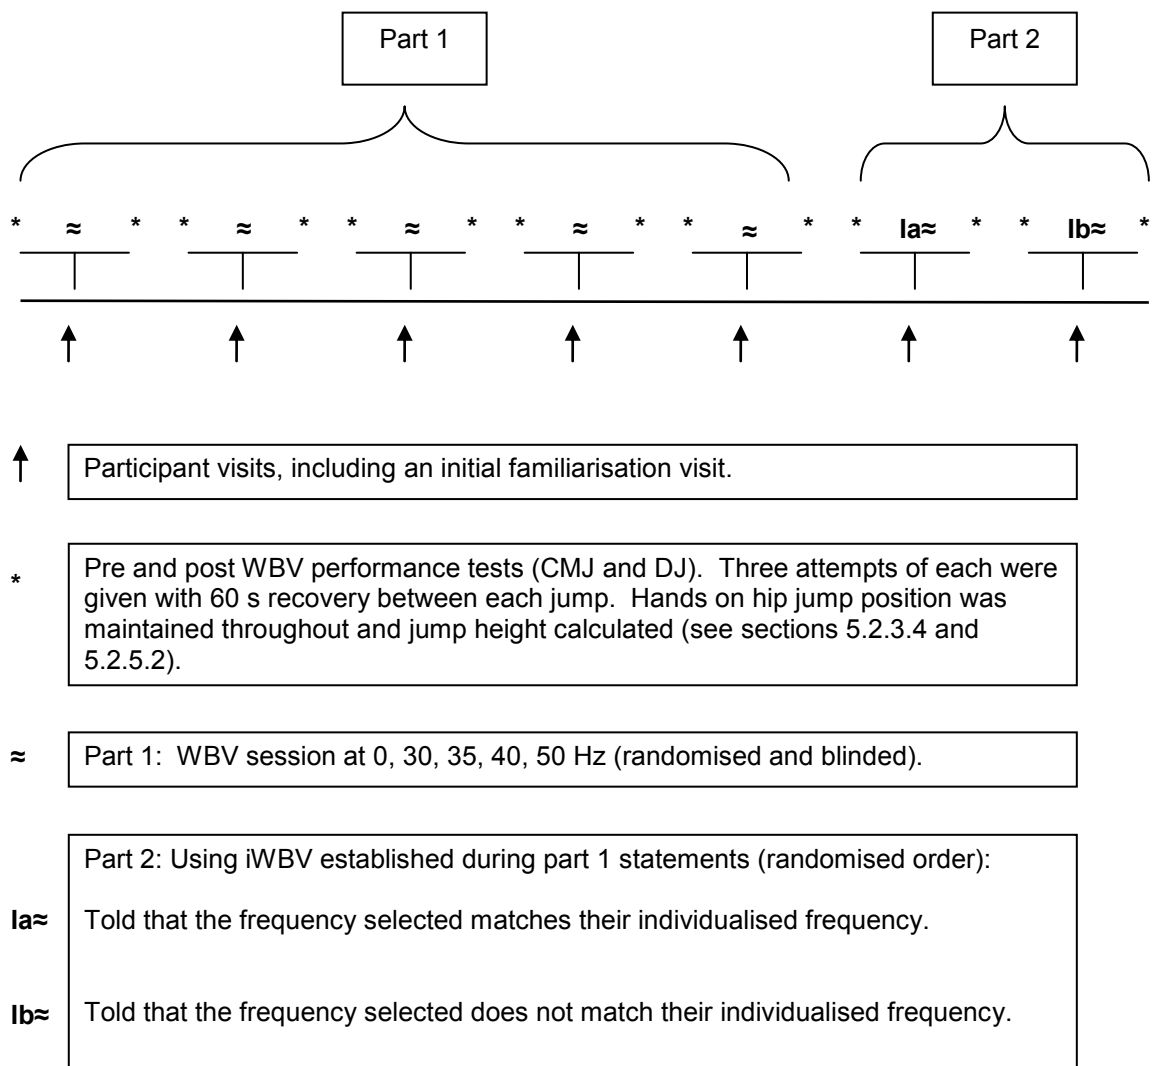 Part 1
Part 2
* ≈ * * ≈ * * ≈ * * ≈ * * ≈ * * Ia≈ * * Ib≈ *
Participant visits, including an initial familiarisation visit.
* Pre and post WBV performance tests (CMJ and DJ).  Three attempts of each were
given with 60 s recovery between each jump.  Hands on hip jump position was
maintained throughout and jump height calculated (see sections 5.2.3.4 and
5.2.5.2).
≈ Part 1:  WBV session at 0, 30, 35, 40, 50 Hz (randomised and blinded).
Part 2: Using iWBV established during part 1 statements (randomised order):
Ia≈ Told that the frequency selected matches their individualised frequency.
Ib≈ Told that the frequency selected does not match their individualised frequency.